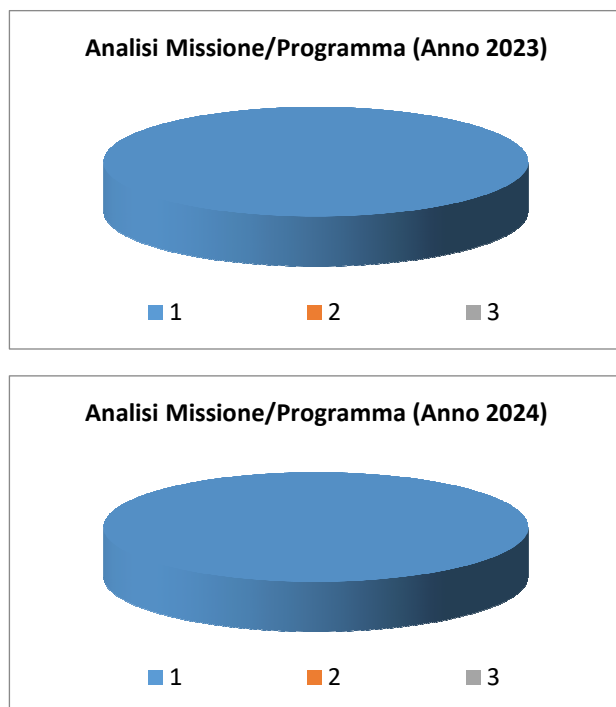 Analisi Missione/Programma (Anno 2023)
1 2 3
Analisi Missione/Programma (Anno 2024)
1 2 3